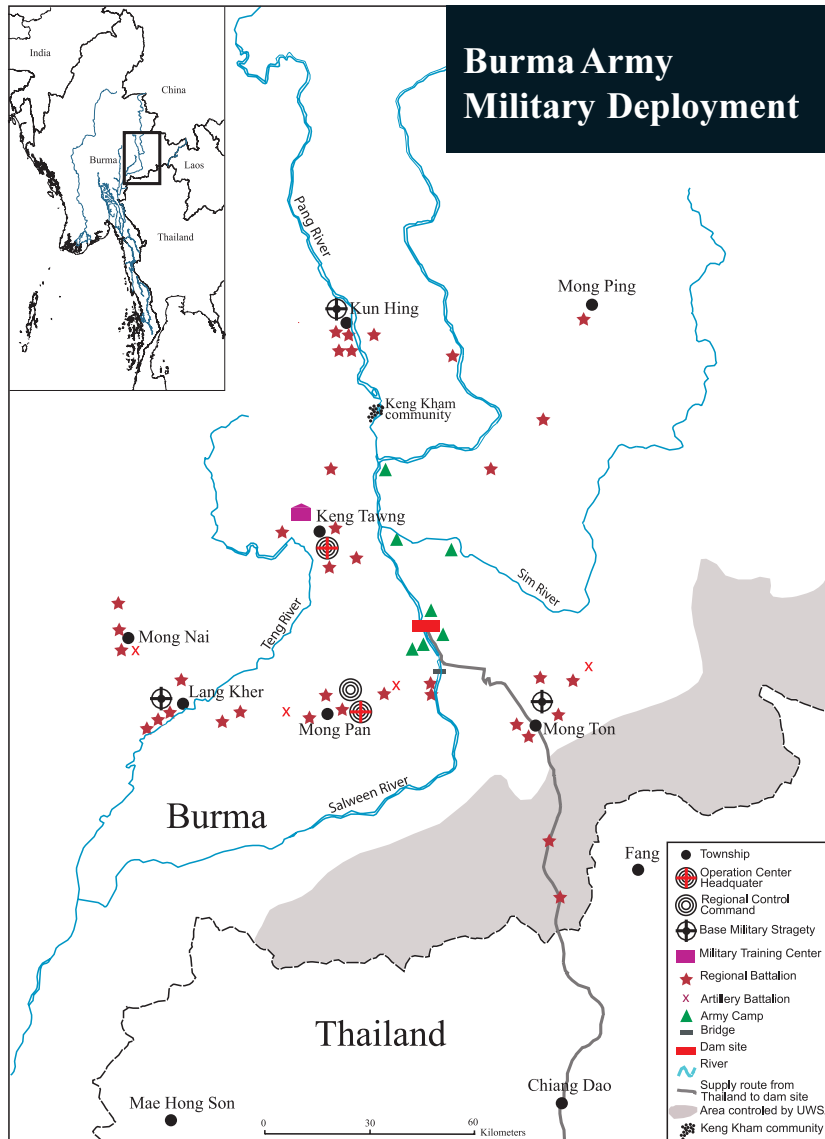 Burma Army
Military Deployment
India
China
Burma
Laos
Thailand
Pang River
Mong Ping
Kun Hing
Keng Kham
community
Keng Tawng
Sim River
Teng River
Mong Nai
x
Lang Kher
x
x
x
Mong Pan
Mong Ton
Salween River
Burma
Fang
Thailand
Chiang Dao
Mae Hong Son
0
30
60
Kilometers
Township
Operation Center
Headquater
Regional Control
Command
Base Military Stragety
Military Training Center
Regional Battalion
x Artillery Battalion
Army Camp
Bridge
Dam site
River
Supply route from
Thailand to dam site
Area controled by UWSA
Keng Kham community